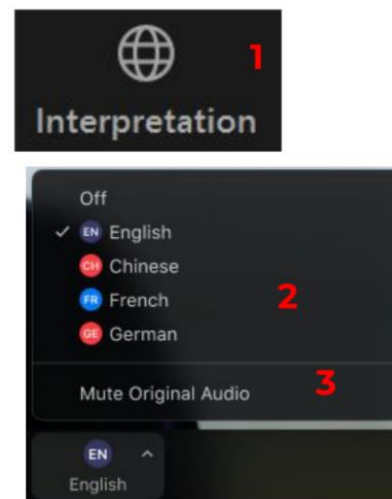 1
Interpretation
Off
EN English
CH Chinese
FR French
2
GE German
Mute Original Audio 3
EN
English